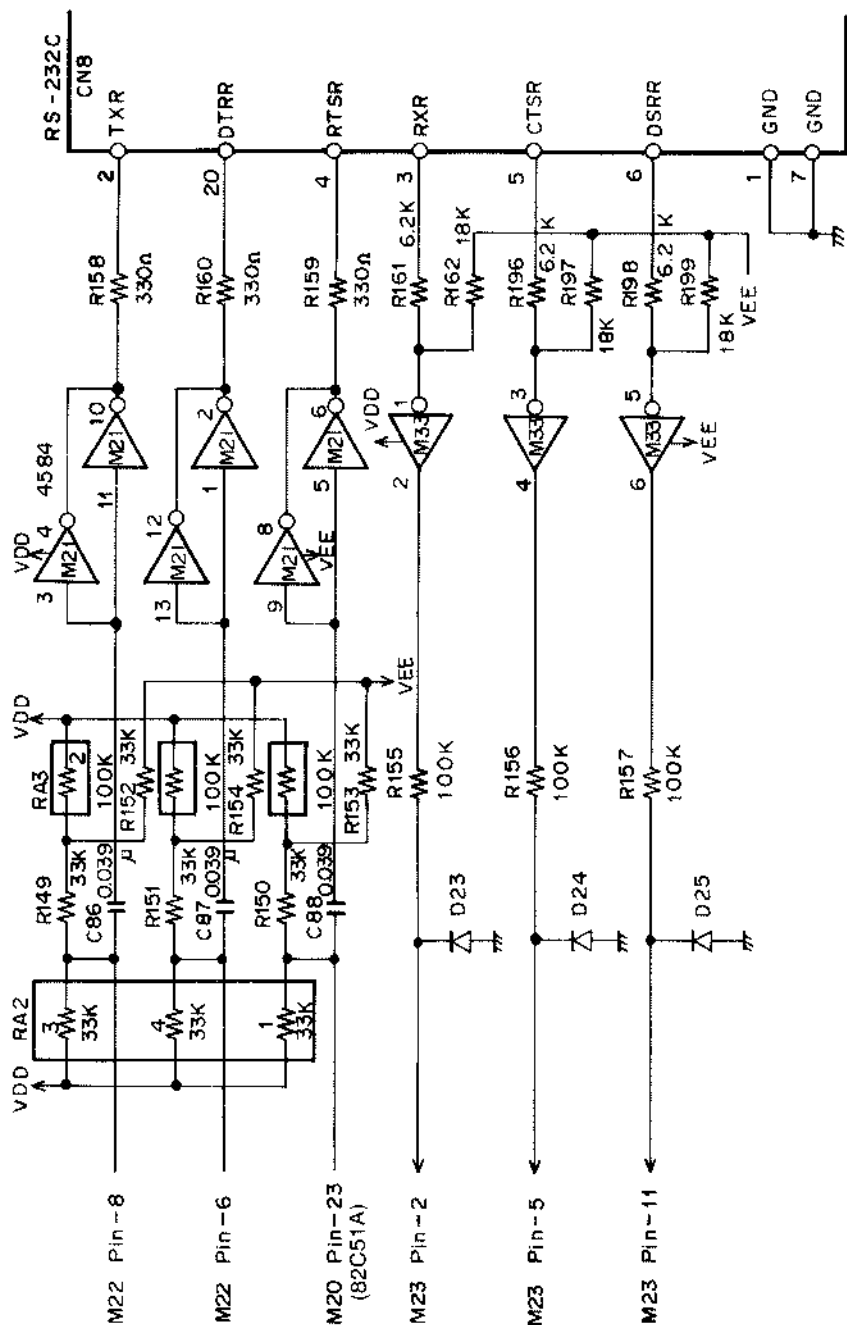 RS-232C
CN8
2 TXR
20 DTRR
4 RTSR
3 RXR
5 CTSR
6 DSRR
1 GND
7 GND
R158
330Ω
R160
330Ω
R159
330Ω
R161
6.2K
R162
18K
R196
6.2 K
R197
18K
R198
6.2 K
R199
18K
VEE
VDD
4584
3 M21 4
11 M21 10
13 M21 12
1 M21 2
9 M21 8
VEE
5 M21 6
VDD
1 M33 2
3 M33 4
5 M33 6
VEE
VDD
RA3
2
100K
R152 33K
100K
R154 33K
100K
R153 33K
VEE
R149
33K
C86
0.039
μ
R151
33K
C87
0039
μ
R150
33K
C88
0039
R155
100K
R156
100K
R157
100K
D23
D24
D25
RA2
VDD
3
33K
4
33K
1
33K
M22 Pin-8
M22 Pin-6
M20 Pin-23
(82C51A)
M23 Pin-2
M23 Pin-5
M23 Pin-11